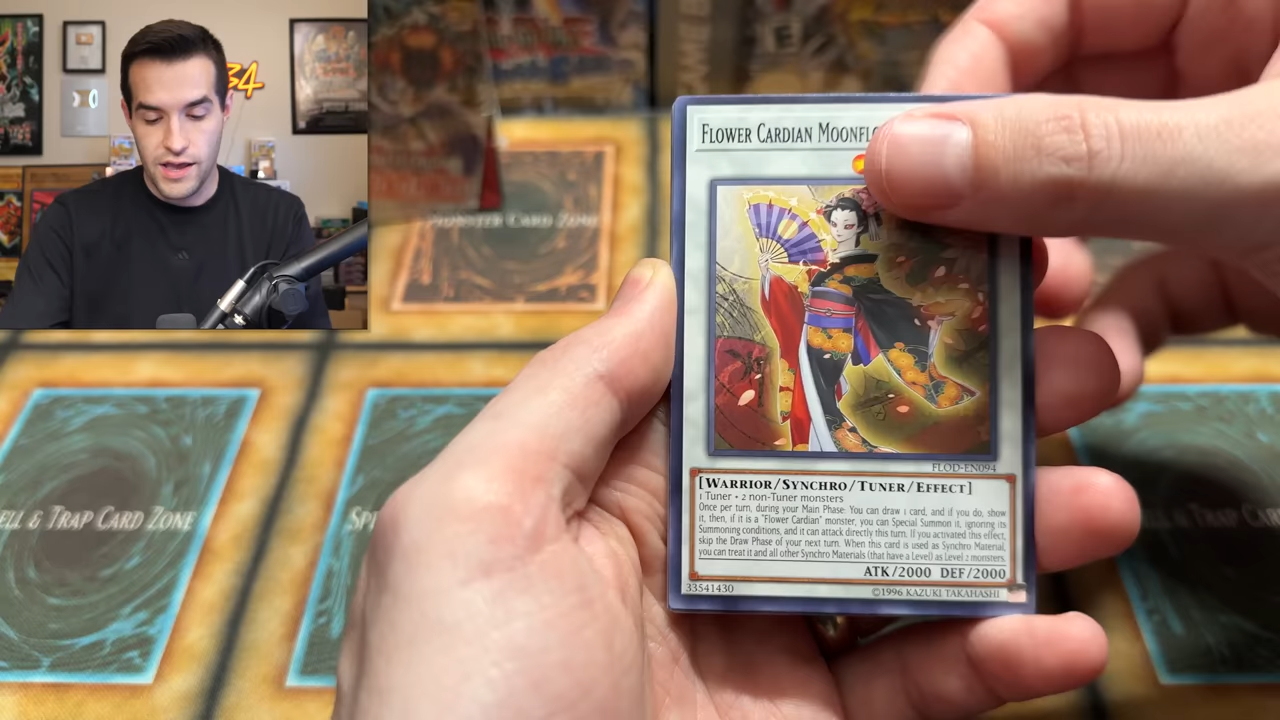 34
MONSTER CARD ZONE
FLOWER CARDIAN
FLOD-EN094
[WARRIOR/SYNCHRO/TUNER/EFFECT]
1 Tuner + 2 non-Tuner monsters
Once per turn, during your Main Phase: You can draw 1 card, and if you do, show
it, then, if it is a "Flower Cardian" monster, you can Special Summon it, ignoring its
Summoning conditions, and it can attack directly this turn. If you activated this effect,
skip the Draw Phase of your next turn. When this card is used as Synchro Material,
you can treat it and all other Synchro Materials (that have a Level) as Level 2 monsters.
ATK/2000 DEF/2000
33541430
©1996 KAZUKI TAKAHASHI
ELL & TRAP CARD ZONE